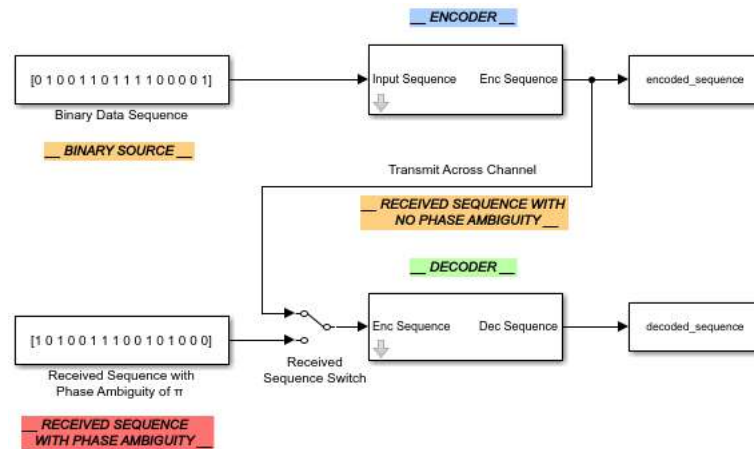 __ ENCODER __
[0 1 0 0 1 1 0 1 1 1 1 0 0 0 0 1]
Input Sequence
Enc Sequence
encoded_sequence
Binary Data Sequence
__ BINARY SOURCE __
Transmit Across Channel
__ RECEIVED SEQUENCE WITH
NO PHASE AMBIGUITY __
__ DECODER __
[1 0 1 0 0 1 1 1 0 0 1 0 1 0 0 0]
Enc Sequence
Dec Sequence
decoded_sequence
Received
Sequence Switch
Received Sequence with
Phase Ambiguity of π
__ RECEIVED SEQUENCE
WITH PHASE AMBIGUITY __